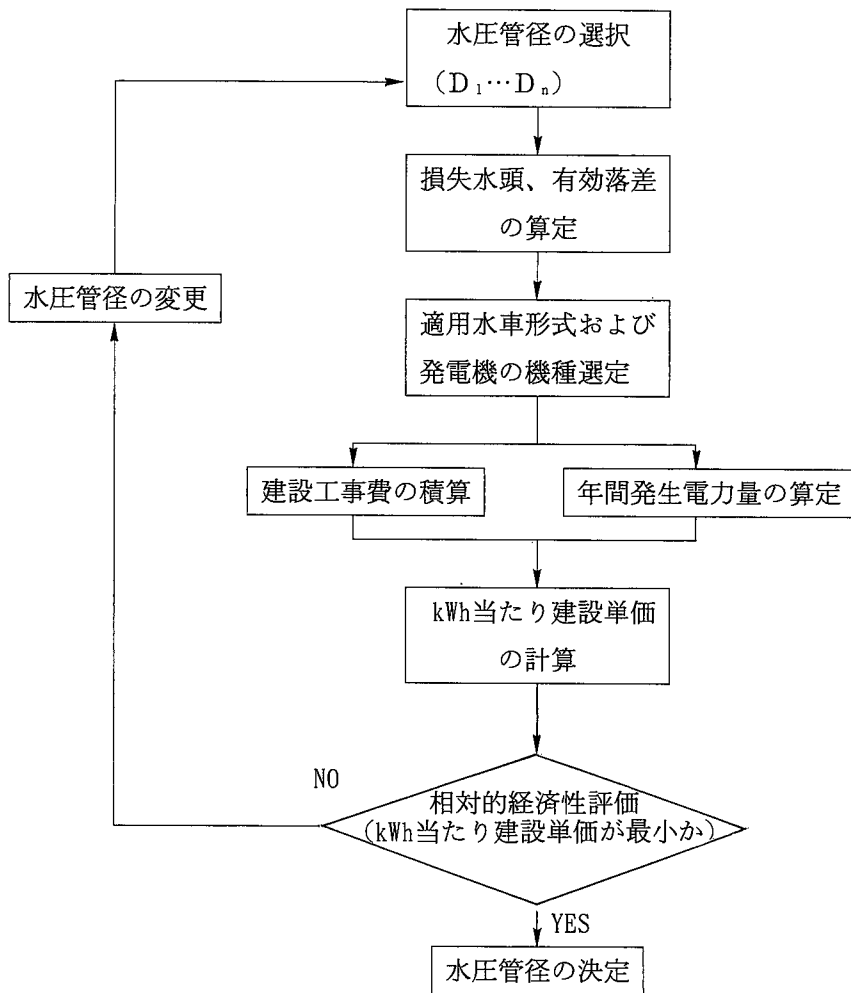 水圧管径の選択
(D₁…Dₙ)
損失水頭、有効落差
の算定
水圧管径の変更
適用水車形式および
発電機の機種選定
建設工事費の積算
年間発生電力量の算定
kWh当たり建設単価
の計算
NO
相対的経済性評価
(kWh当たり建設単価が最小か)
YES
水圧管径の決定